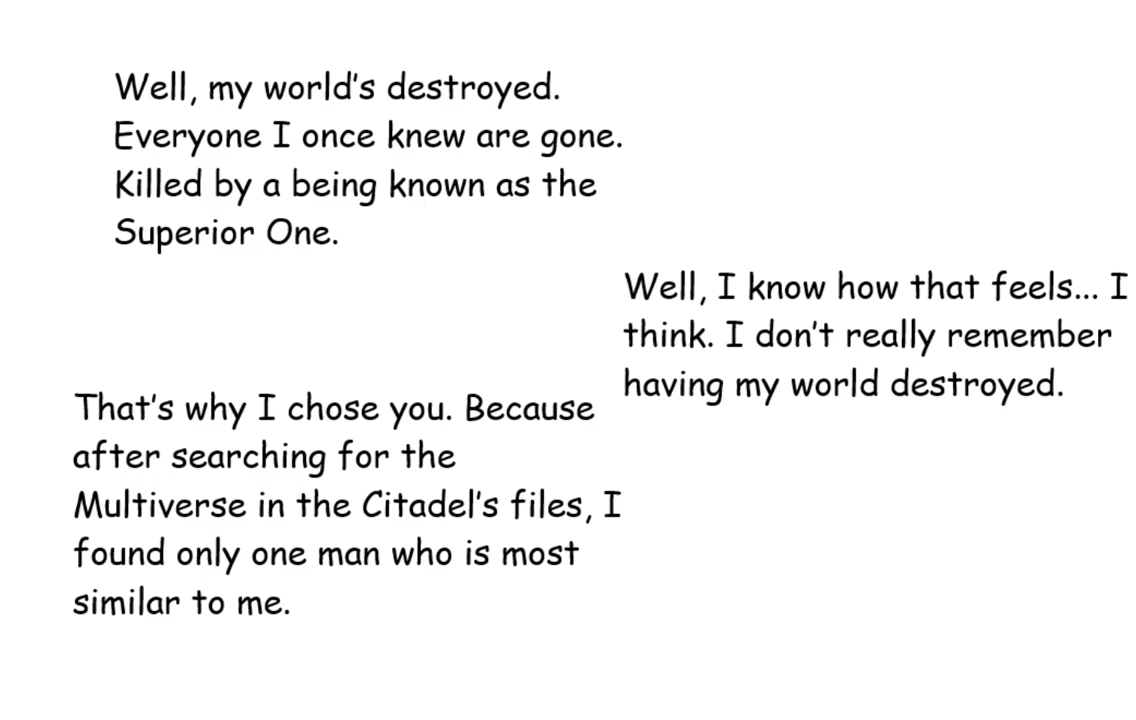 Well, my world's destroyed.
Everyone I once knew are gone.
Killed by a being known as the
Superior One.
Well, I know how that feels... I
think. I don't really remember
having my world destroyed.
That's why I chose you. Because
after searching for the
Multiverse in the Citadel's files, I
found only one man who is most
similar to me.